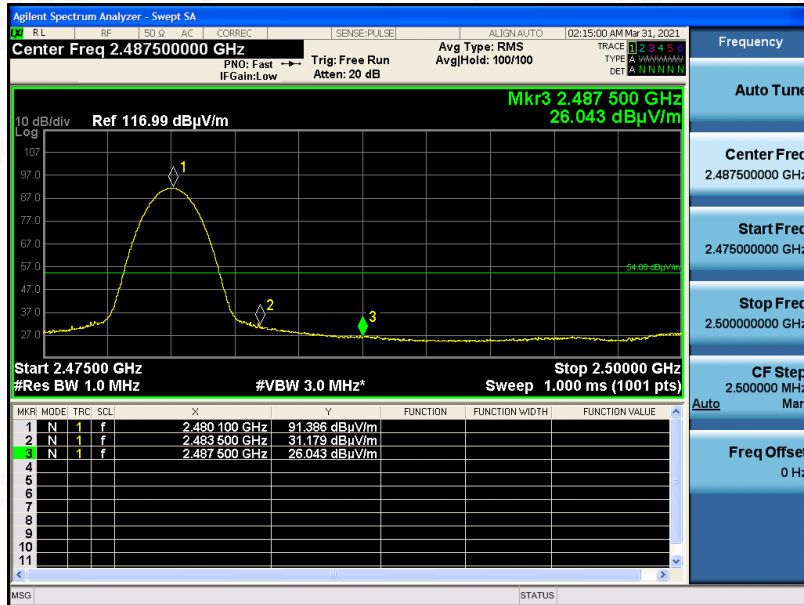 Agilent Spectrum Analyzer - Swept SA
LXI RL RF 50 Ω AC CORREC SENSE:PULSE ALIGNAUTO 02:15:00 AM Mar 31, 2021
Center Freq 2.487500000 GHz
PNO: Fast
IFGain:Low
Trig: Free Run
Atten: 20 dB
Avg Type: RMS
Avg|Hold: 100/100
TRACE 1 2 3 4 5 6
TYPE A WWWWW
DET A N N N N N
Mkr3 2.487 500 GHz
26.043 dBµV/m
10 dB/div Ref 116.99 dBµV/m
Log
107
97.0
87.0
77.0
67.0
57.0
47.0
37.0
27.0
1
2
3
54.00 dBµV/m
Start 2.47500 GHz Stop 2.50000 GHz
#Res BW 1.0 MHz #VBW 3.0 MHz* Sweep 1.000 ms (1001 pts)
MKR MODE TRC SCL X Y FUNCTION FUNCTION WIDTH FUNCTION VALUE
1 N 1 f 2.480 100 GHz 91.386 dBµV/m
2 N 1 f 2.483 500 GHz 31.179 dBµV/m
3 N 1 f 2.487 500 GHz 26.043 dBµV/m
4
5
6
7
8
9
10
11
MSG STATUS
Frequency
Auto Tune
Center Freq
2.487500000 GHz
Start Freq
2.475000000 GHz
Stop Freq
2.500000000 GHz
CF Step
2.500000 MHz
Auto Man
Freq Offset
0 Hz